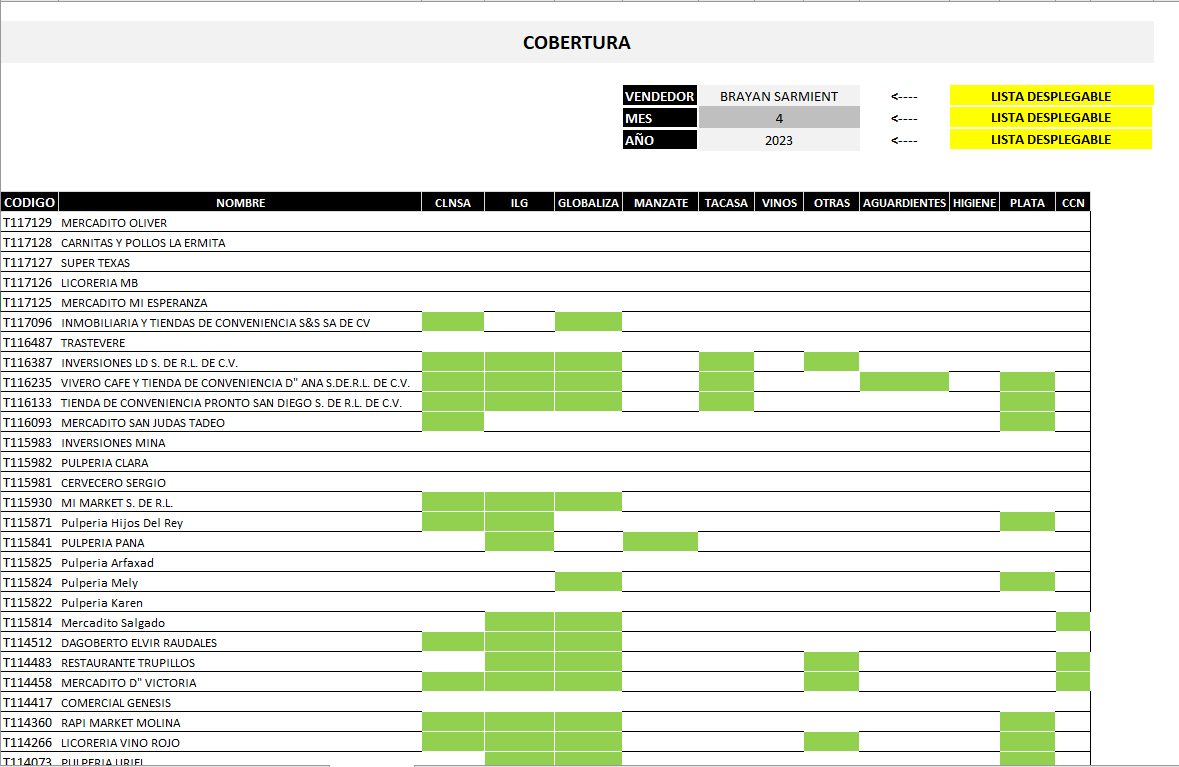 COBERTURA
VENDEDOR BRAYAN SARMIENT <---- LISTA DESPLEGABLE
MES 4 <---- LISTA DESPLEGABLE
AÑO 2023 <---- LISTA DESPLEGABLE
CODIGO NOMBRE CLNSA ILG GLOBALIZA MANZATE TACASA VINOS OTRAS AGUARDIENTES HIGIENE PLATA CCN
T117129 MERCADITO OLIVER
T117128 CARNITAS Y POLLOS LA ERMITA
T117127 SUPER TEXAS
T117126 LICORERIA MB
T117125 MERCADITO MI ESPERANZA
T117096 INMOBILIARIA Y TIENDAS DE CONVENIENCIA S&S SA DE CV
T116487 TRASTEVERE
T116387 INVERSIONES LD S. DE R.L. DE C.V.
T116235 VIVERO CAFE Y TIENDA DE CONVENIENCIA D" ANA S.DE.R.L. DE C.V.
T116133 TIENDA DE CONVENIENCIA PRONTO SAN DIEGO S. DE R.L. DE C.V.
T116093 MERCADITO SAN JUDAS TADEO
T115983 INVERSIONES MINA
T115982 PULPERIA CLARA
T115981 CERVECERO SERGIO
T115930 MI MARKET S. DE R.L.
T115871 Pulperia Hijos Del Rey
T115841 PULPERIA PANA
T115825 Pulperia Arfaxad
T115824 Pulperia Mely
T115822 Pulperia Karen
T115814 Mercadito Salgado
T114512 DAGOBERTO ELVIR RAUDALES
T114483 RESTAURANTE TRUPILLOS
T114458 MERCADITO D" VICTORIA
T114417 COMERCIAL GENESIS
T114360 RAPI MARKET MOLINA
T114266 LICORERIA VINO ROJO
T114073 PULPERIA URIEL